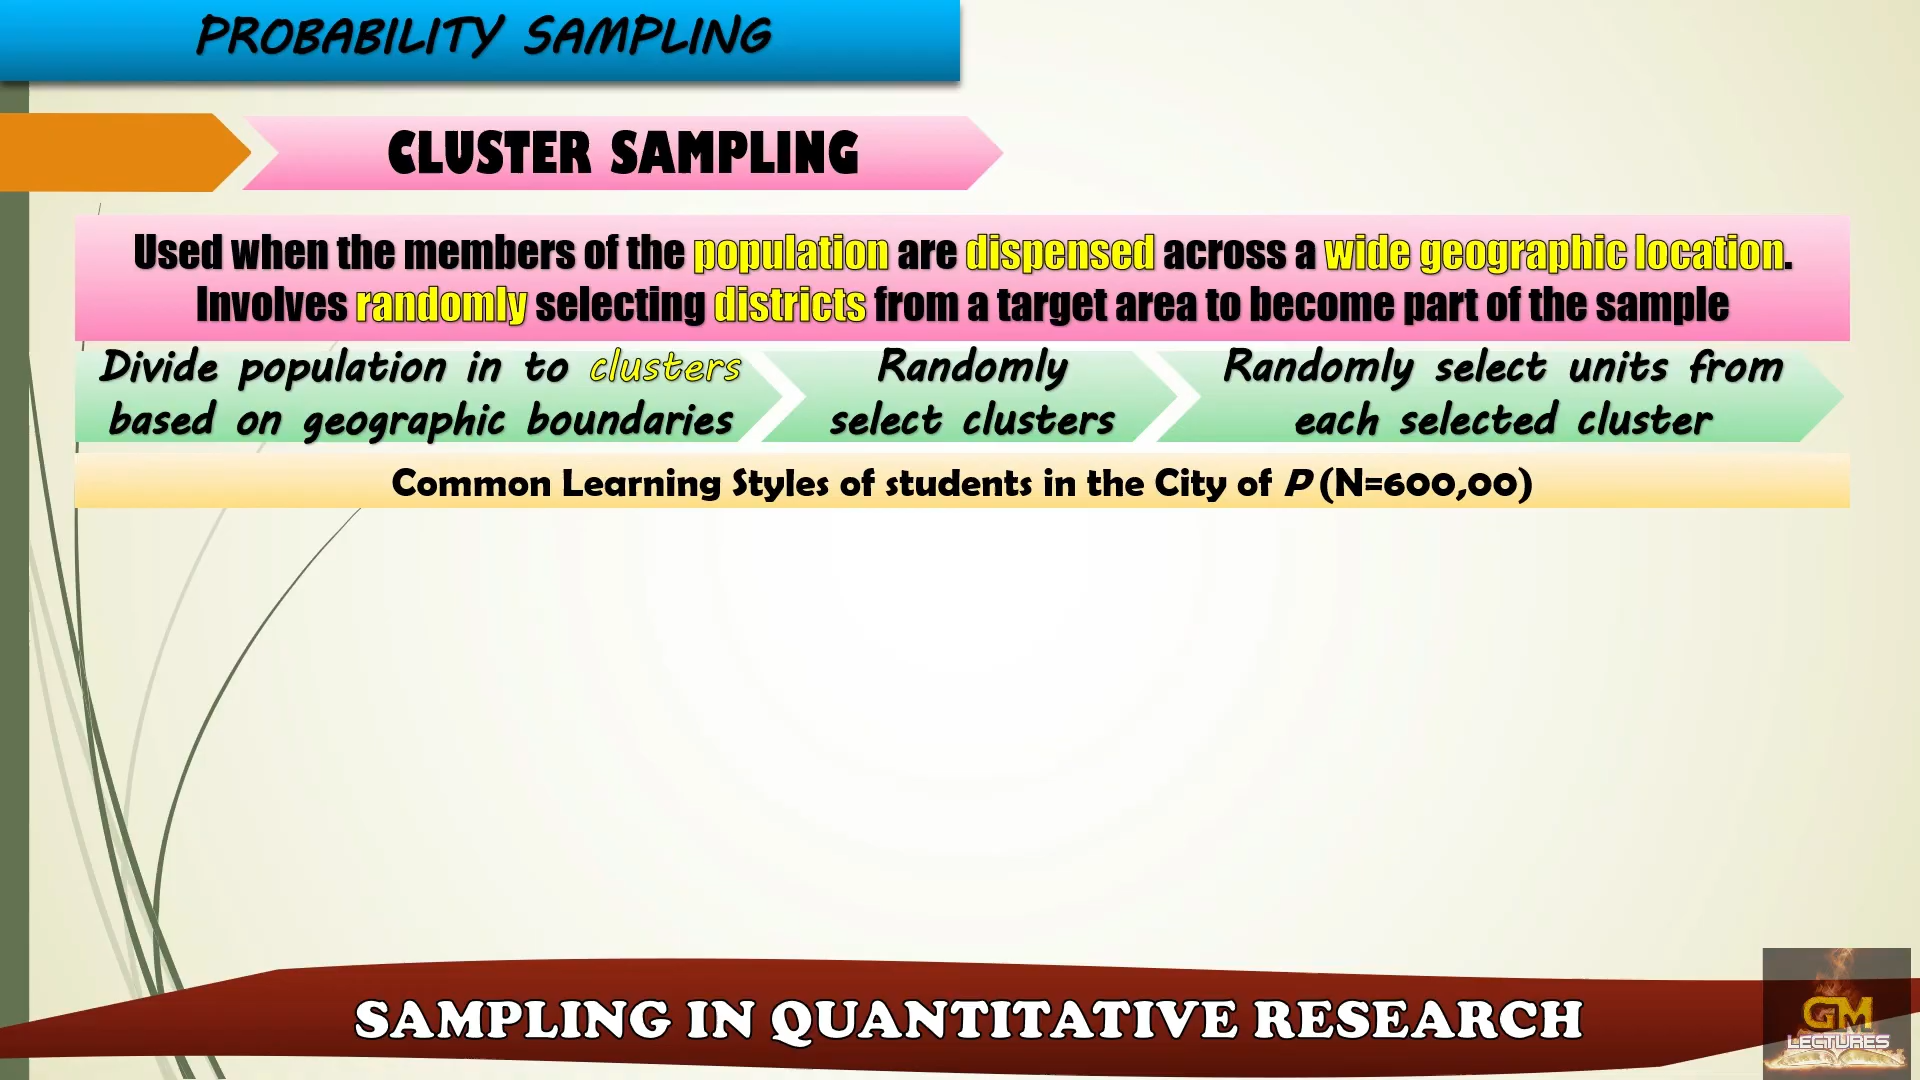 PROBABILITY SAMPLING
CLUSTER SAMPLING
Used when the members of the population are dispensed across a wide geographic location.
Involves randomly selecting districts from a target area to become part of the sample
Divide population in to clusters
based on geographic boundaries
Randomly
select clusters
Randomly select units from
each selected cluster
Common Learning Styles of students in the City of P (N=600,00)
SAMPLING IN QUANTITATIVE RESEARCH
GM
LECTURES